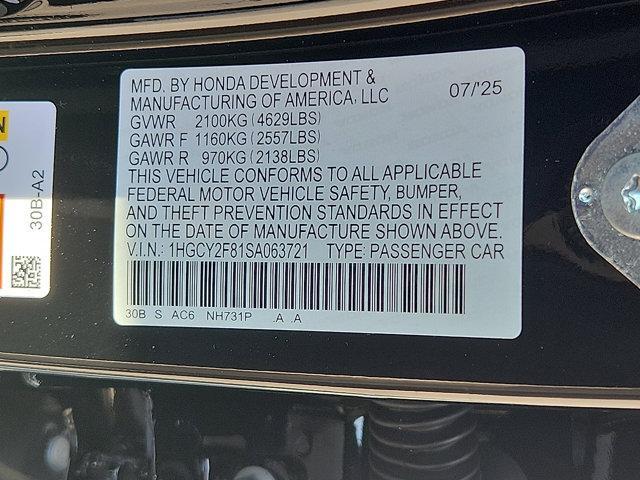 MFD. BY HONDA DEVELOPMENT &
MANUFACTURING OF AMERICA, LLC 07/'25
GVWR 2100KG (4629LBS)
GAWR F 1160KG (2557LBS)
GAWR R 970KG (2138LBS)
THIS VEHICLE CONFORMS TO ALL APPLICABLE
FEDERAL MOTOR VEHICLE SAFETY, BUMPER,
AND THEFT PREVENTION STANDARDS IN EFFECT
ON THE DATE OF MANUFACTURE SHOWN ABOVE.
V.I.N.: 1HGCY2F81SA063721 TYPE: PASSENGER CAR
30B S AC6 NH731P .A .A
30B-A2